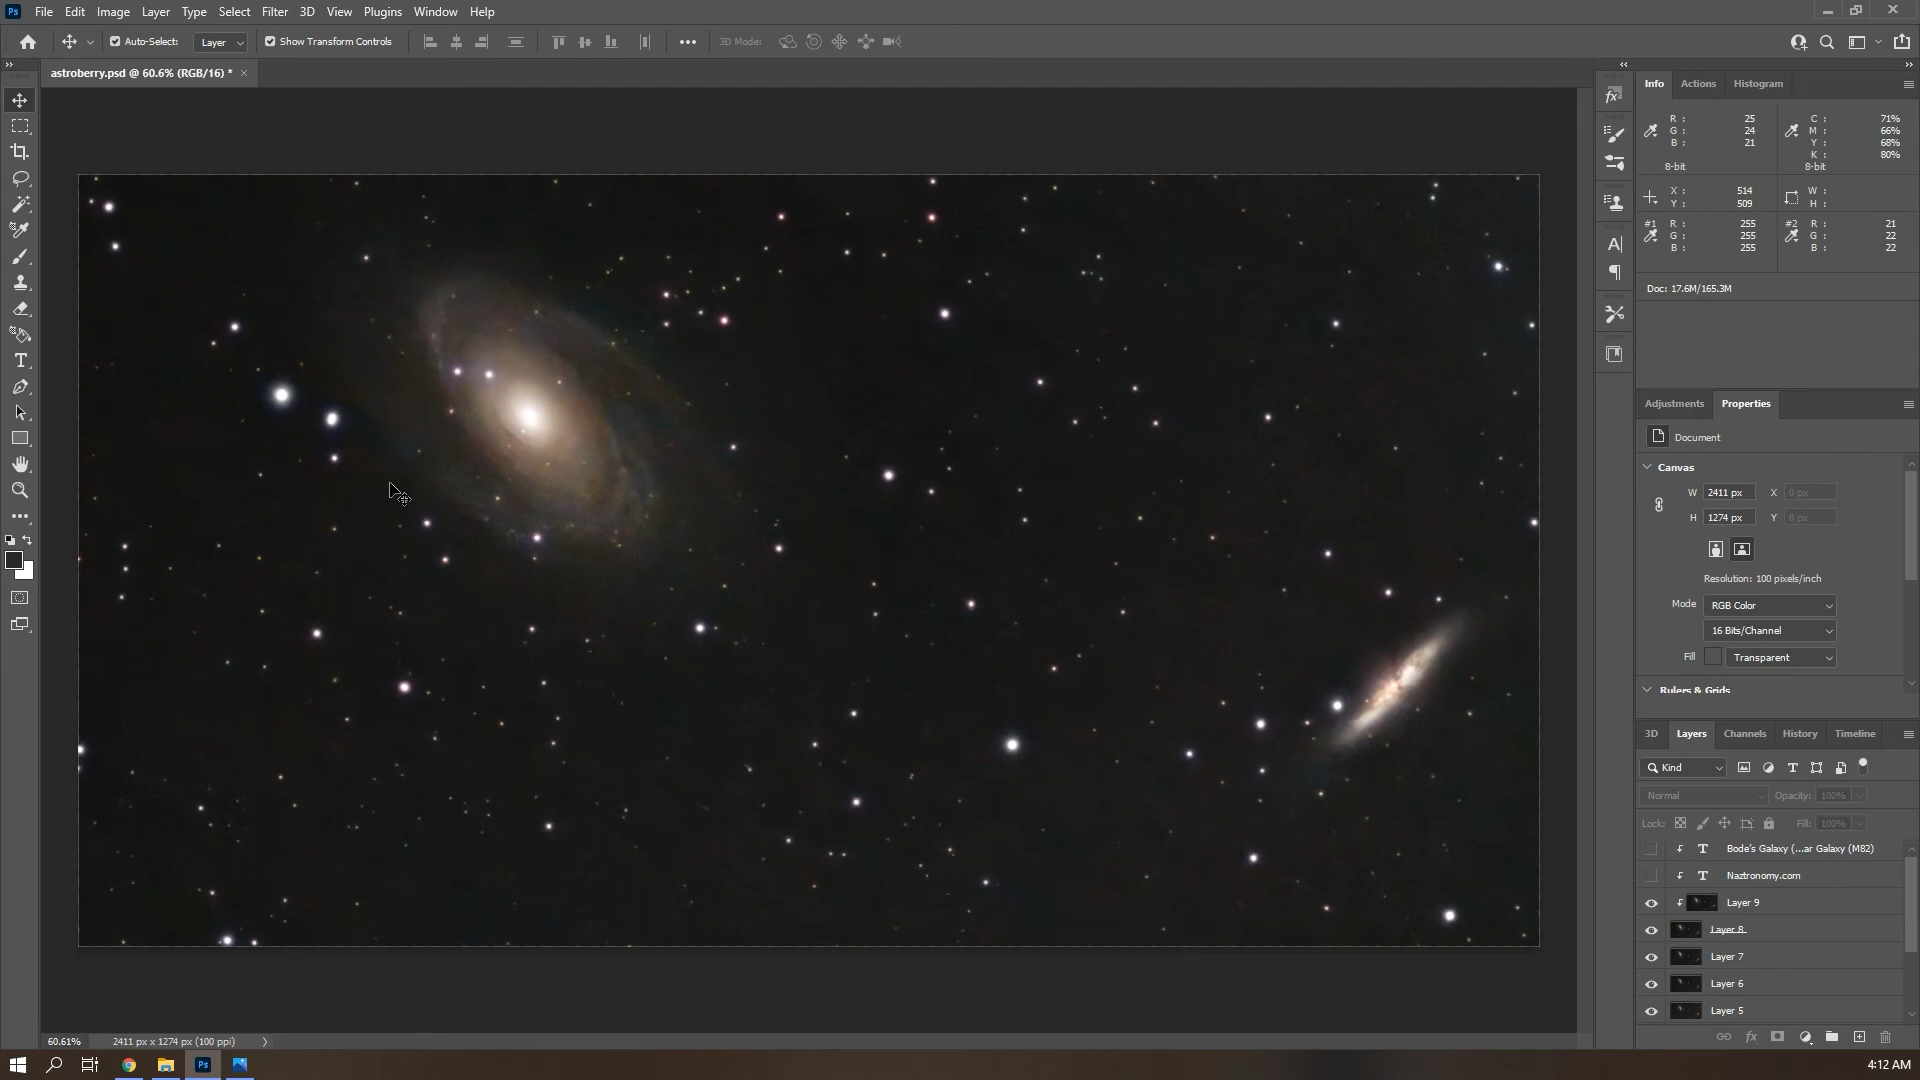 Ps File Edit Image Layer Type Select Filter 3D View Plugins Window Help
Auto-Select: Layer Show Transform Controls 3D Mode:
astroberry.psd @ 60.6% (RGB/16) *
Info Actions Histogram
R : 25 C : 71%
G : 24 M : 66%
B : 21 Y : 68%
K : 80%
8-bit 8-bit
X : 514 W :
Y : 509 H :
#1 R : 255 #2 R : 21
G : 255 G : 22
B : 255 B : 22
Doc: 17.6M/165.3M
Adjustments Properties
Document
Canvas
W 2411 px X 0 px
H 1274 px Y 0 px
Resolution: 100 pixels/inch
Mode RGB Color
16 Bits/Channel
Fill Transparent
Rulers & Grids
3D Layers Channels History Timeline
Kind
Normal Opacity: 100%
Lock: Fill: 100%
Bode's Galaxy (...ar Galaxy (M82)
Naztronomy.com
Layer 9
Layer 8
Layer 7
Layer 6
Layer 5
60.61% 2411 px x 1274 px (100 ppi)
Ps
4:12 AM